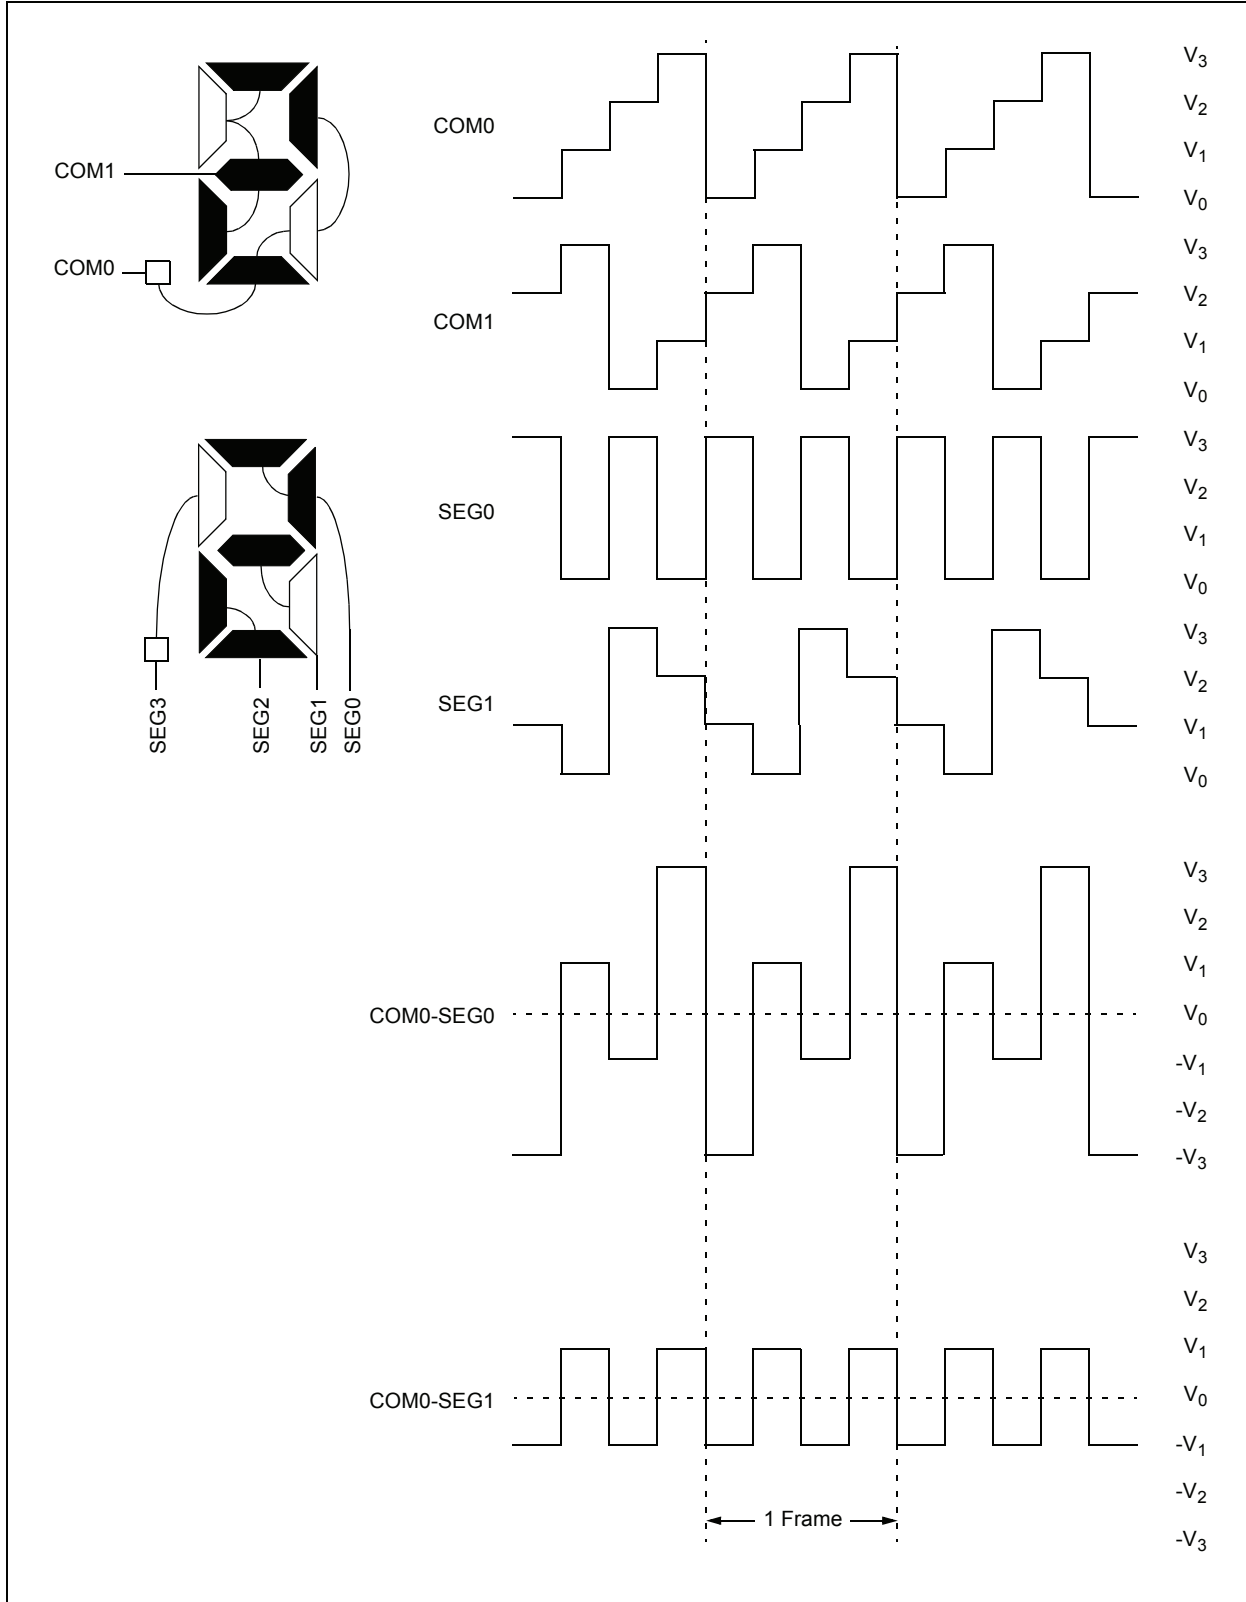 COM1
COM0
SEG3
SEG2
SEG1
SEG0
COM0
V3
V2
V1
V0
COM1
V3
V2
V1
V0
SEG0
V3
V2
V1
V0
SEG1
V3
V2
V1
V0
COM0-SEG0
V3
V2
V1
V0
-V1
-V2
-V3
COM0-SEG1
V3
V2
V1
V0
-V1
-V2
-V3
1 Frame